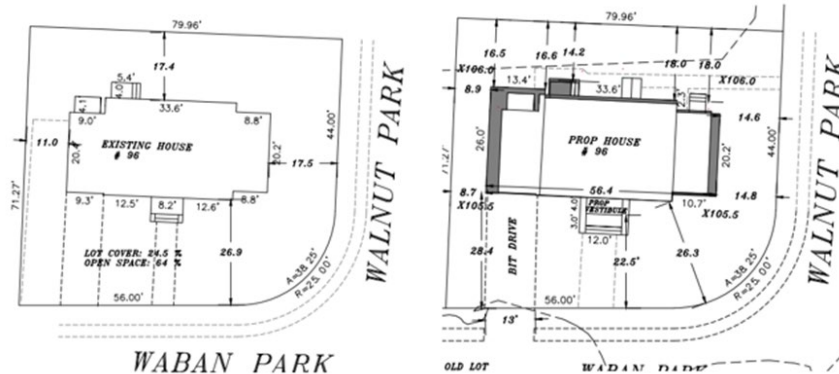 79.96'
17.4
5.4'
4.0
4.1
33.6'
9.0'
8.8'
11.0
20.4
EXISTING HOUSE
# 96
20.2'
17.5
44.00'
71.27'
9.3'
12.5'
8.2'
12.6'
8.8'
LOT COVER: 24.5 %
OPEN SPACE: 64 %
26.9
A=38.25'
R=25.00'
56.00'
WALNUT PARK
WABAN PARK
79.96'
16.5
16.6
14.2
18.0
18.0
X106.0
X106.0
13.4'
33.6'
2.3'
8.9
14.6
26.0'
PROP HOUSE
# 96
20.2'
44.00'
71.27'
56.4
8.7
X105.5
3.0'
4.0
PROP
VESTIBULE
10.7'
14.8
X105.5
12.0'
28.4
BIT DRIVE
22.5'
26.3
A=38.25'
R=25.00'
56.00'
13'
WALNUT PARK
OLD LOT
WABAN PARK